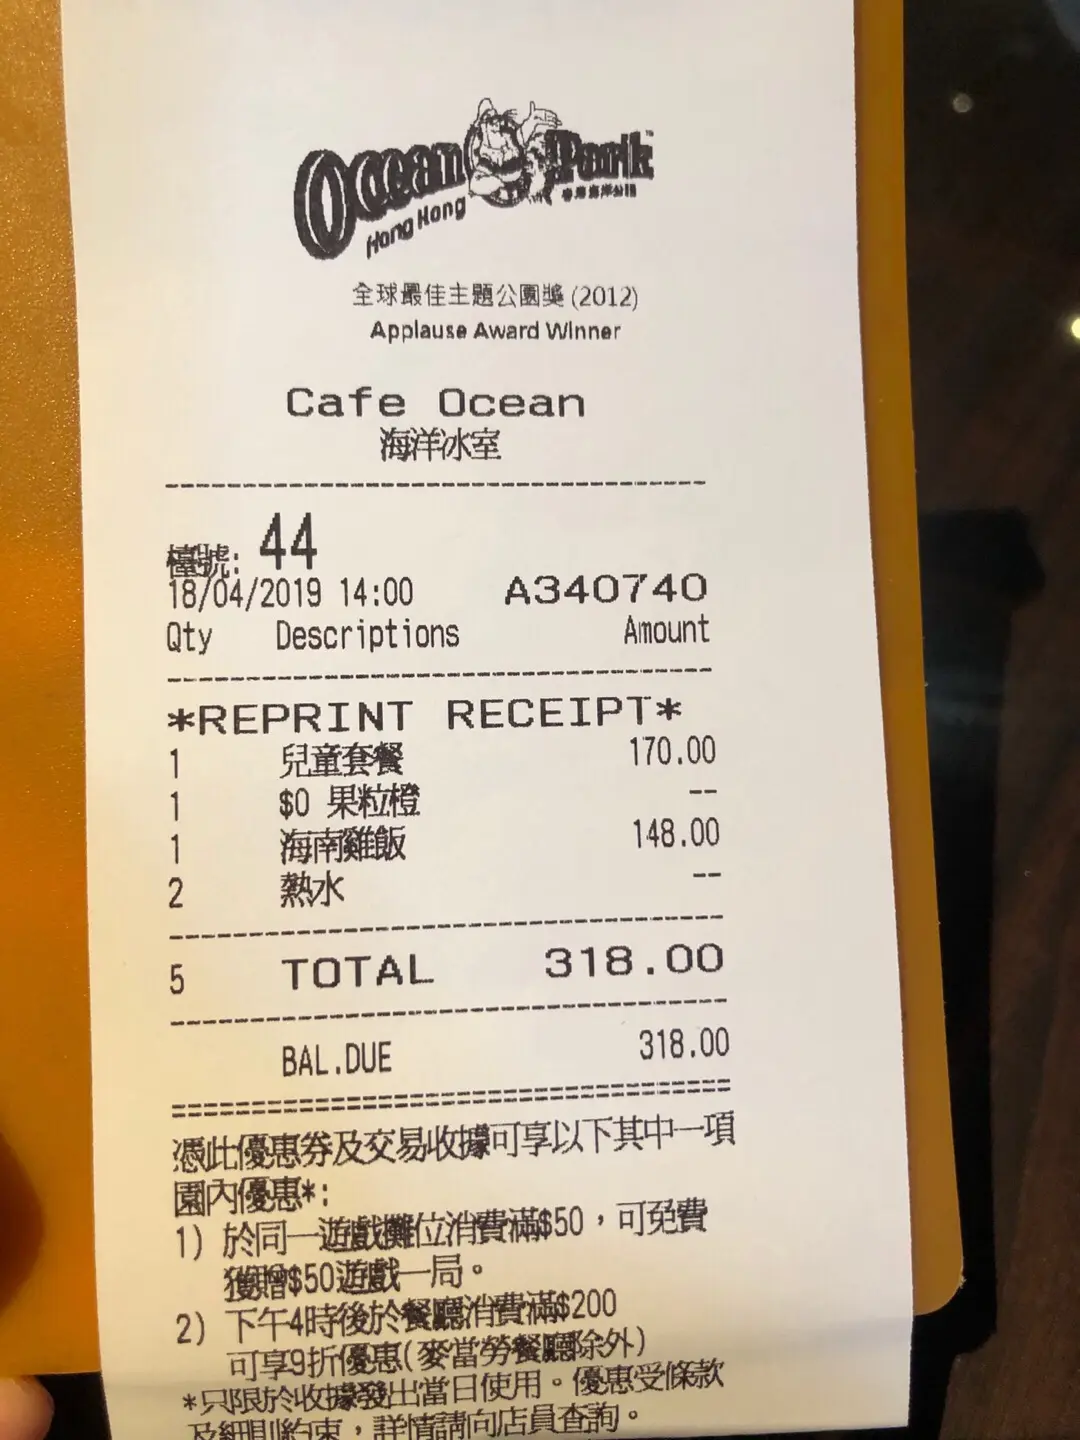 Ocean Park
Hong Kong
香港海洋公園
全球最佳主題公園獎 (2012)
Applause Award Winner
Cafe Ocean
海洋冰室
檯號: 44
18/04/2019 14:00 A340740
Qty Descriptions Amount
*REPRINT RECEIPT*
1 兒童套餐 170.00
1 $0 果粒橙 --
1 海南雞飯 148.00
2 熱水 --
5 TOTAL 318.00
BAL.DUE 318.00
憑此優惠券及交易收據可享以下其中一項
園內優惠*:
1) 於同一遊戲攤位消費滿$50，可免費
獲贈$50遊戲一局。
2) 下午4時後於餐廳消費滿$200
可享9折優惠(麥當勞餐廳除外)
*只限於收據發出當日使用。優惠受條款
及細則約束，詳情請向店員查詢。